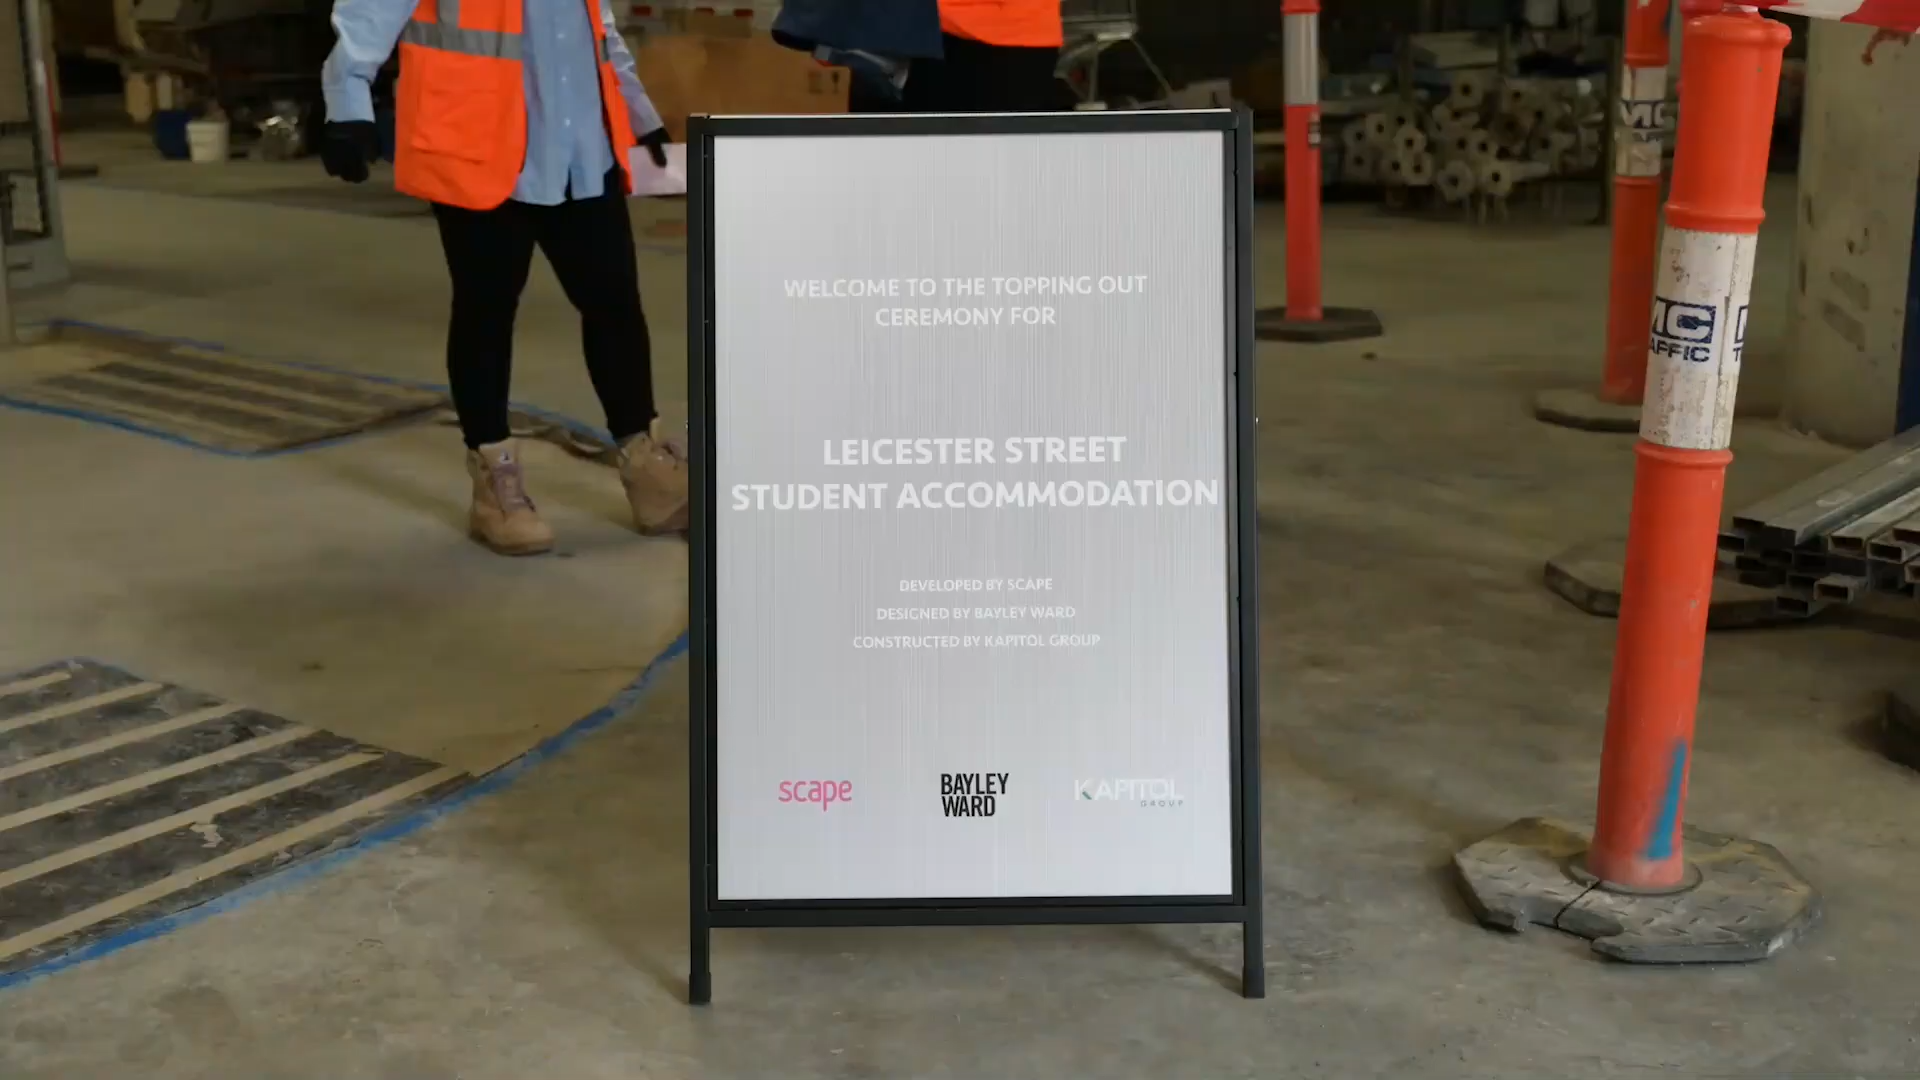 WELCOME TO THE TOPPING OUT
CEREMONY FOR
LEICESTER STREET
STUDENT ACCOMMODATION
DEVELOPED BY SCAPE
DESIGNED BY BAYLEY WARD
CONSTRUCTED BY KAPITOL GROUP
scape
BAYLEY
WARD
KAPITOL
GROUP